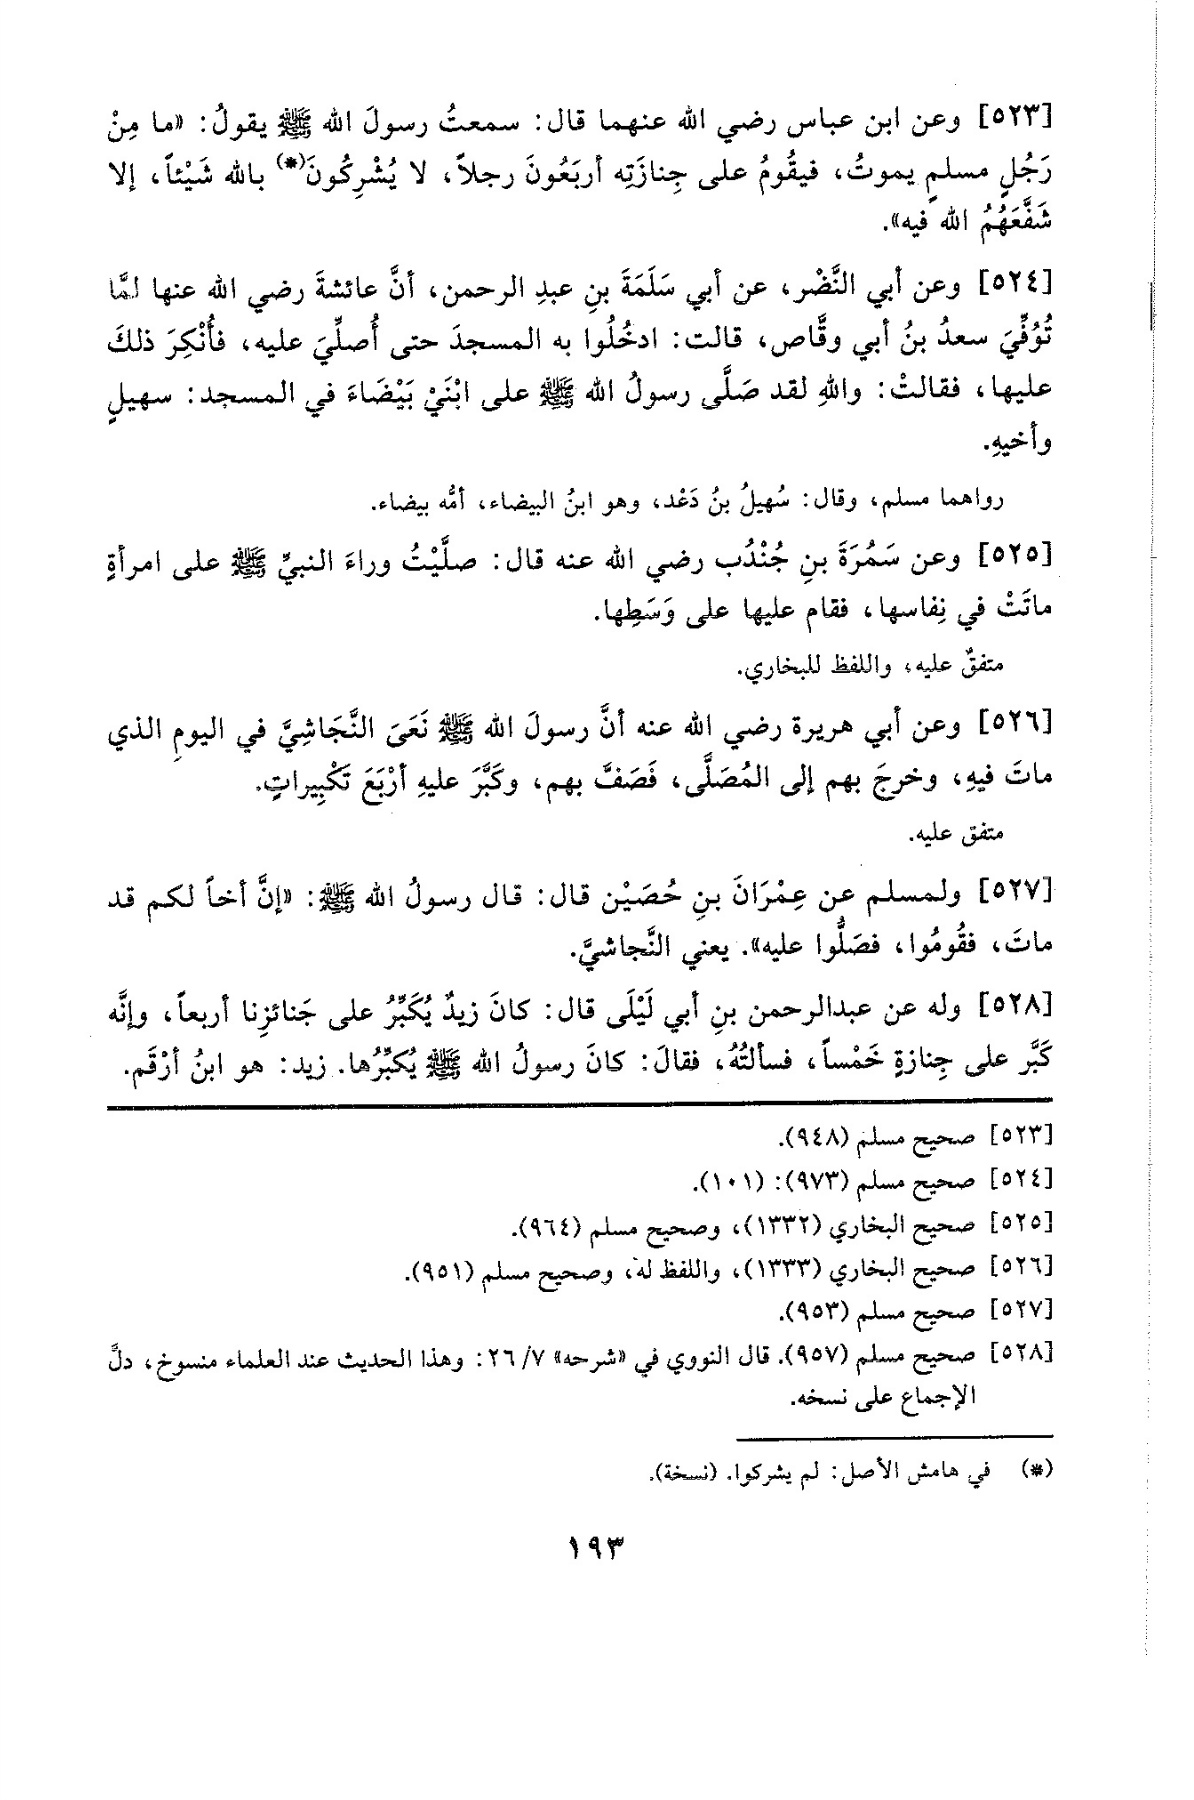 [٥٢٣] وعن ابن عباس رضي الله عنهما قال: سمعتُ رسولَ الله ﷺ يقولُ: «ما مِنْ
رَجُلٍ مسلمٍ يموتُ، فيقُومُ على جِنازَتِه أربَعُونَ رجلاً، لا يُشْرِكُونَ(*) بالله شَيْئاً، إلا
شَفَّعَهُمُ الله فيه».
[٥٢٤] وعن أبي النَّضْر، عن أبي سَلَمَةَ بنِ عبدِ الرحمن، أنَّ عائشةَ رضي الله عنها لمَّا
تُوُفِّيَ سعدُ بنُ أبي وقَّاص، قالت: ادخُلُوا به المسجدَ حتى أُصلِّيَ عليه، فأُنْكِرَ ذلكَ
عليها، فقالتْ: واللهِ لقد صَلَّى رسولُ الله ﷺ على ابْنَيْ بَيْضَاءَ في المسجد: سهيلٍ
وأخيهِ.
رواهما مسلم، وقال: سُهيلُ بنُ دَعْد، وهو ابنُ البيضاء، أمُّه بيضاء.
[٥٢٥] وعن سَمُرَةَ بنِ جُنْدُب رضي الله عنه قال: صلَّيْتُ وراءَ النبيِّ ﷺ على امرأةٍ
ماتَتْ في نِفاسها، فقام عليها على وَسَطِها.
متفقٌ عليه، واللفظ للبخاري.
[٥٢٦] وعن أبي هريرة رضي الله عنه أنَّ رسولَ الله ﷺ نَعَىَ النَّجَاشِيَّ في اليومِ الذي
ماتَ فيهِ، وخرجَ بهم إلى المُصَلَّى، فَصَفَّ بهم، وكَبَّرَ عليهِ أرْبَعَ تَكْبِيراتٍ.
متفق عليه.
[٥٢٧] ولمسلم عن عِمْرَانَ بنِ حُصَيْن قال: قال رسولُ الله ﷺ: «إنَّ أخاً لكم قد
ماتَ، فقُومُوا، فصَلُّوا عليه». يعني النَّجاشيَّ.
[٥٢٨] وله عن عبدالرحمن بنِ أبي لَيْلَى قال: كانَ زيدٌ يُكَبِّرُ على جَنائزِنا أربعاً، وإنَّه
كَبَّر على جِنازةٍ خَمْساً، فسألتُهُ، فقالَ: كانَ رسولُ الله ﷺ يُكبِّرُها. زيد: هو ابنُ أرْقَم.
[٥٢٣] صحيح مسلم (٩٤٨).
[٥٢٤] صحيح مسلم (٩٧٣): (١٠١).
[٥٢٥] صحيح البخاري (١٣٣٢)، وصحيح مسلم (٩٦٤).
[٥٢٦] صحيح البخاري (١٣٣٣)، واللفظ له، وصحيح مسلم (٩٥١).
[٥٢٧] صحيح مسلم (٩٥٣).
[٥٢٨] صحيح مسلم (٩٥٧). قال النووي في «شرحه» ٧/ ٢٦: وهذا الحديث عند العلماء منسوخ، دلَّ
الإجماع على نسخه.
(*) في هامش الأصل: لم يشركوا. (نسخة).
١٩٣